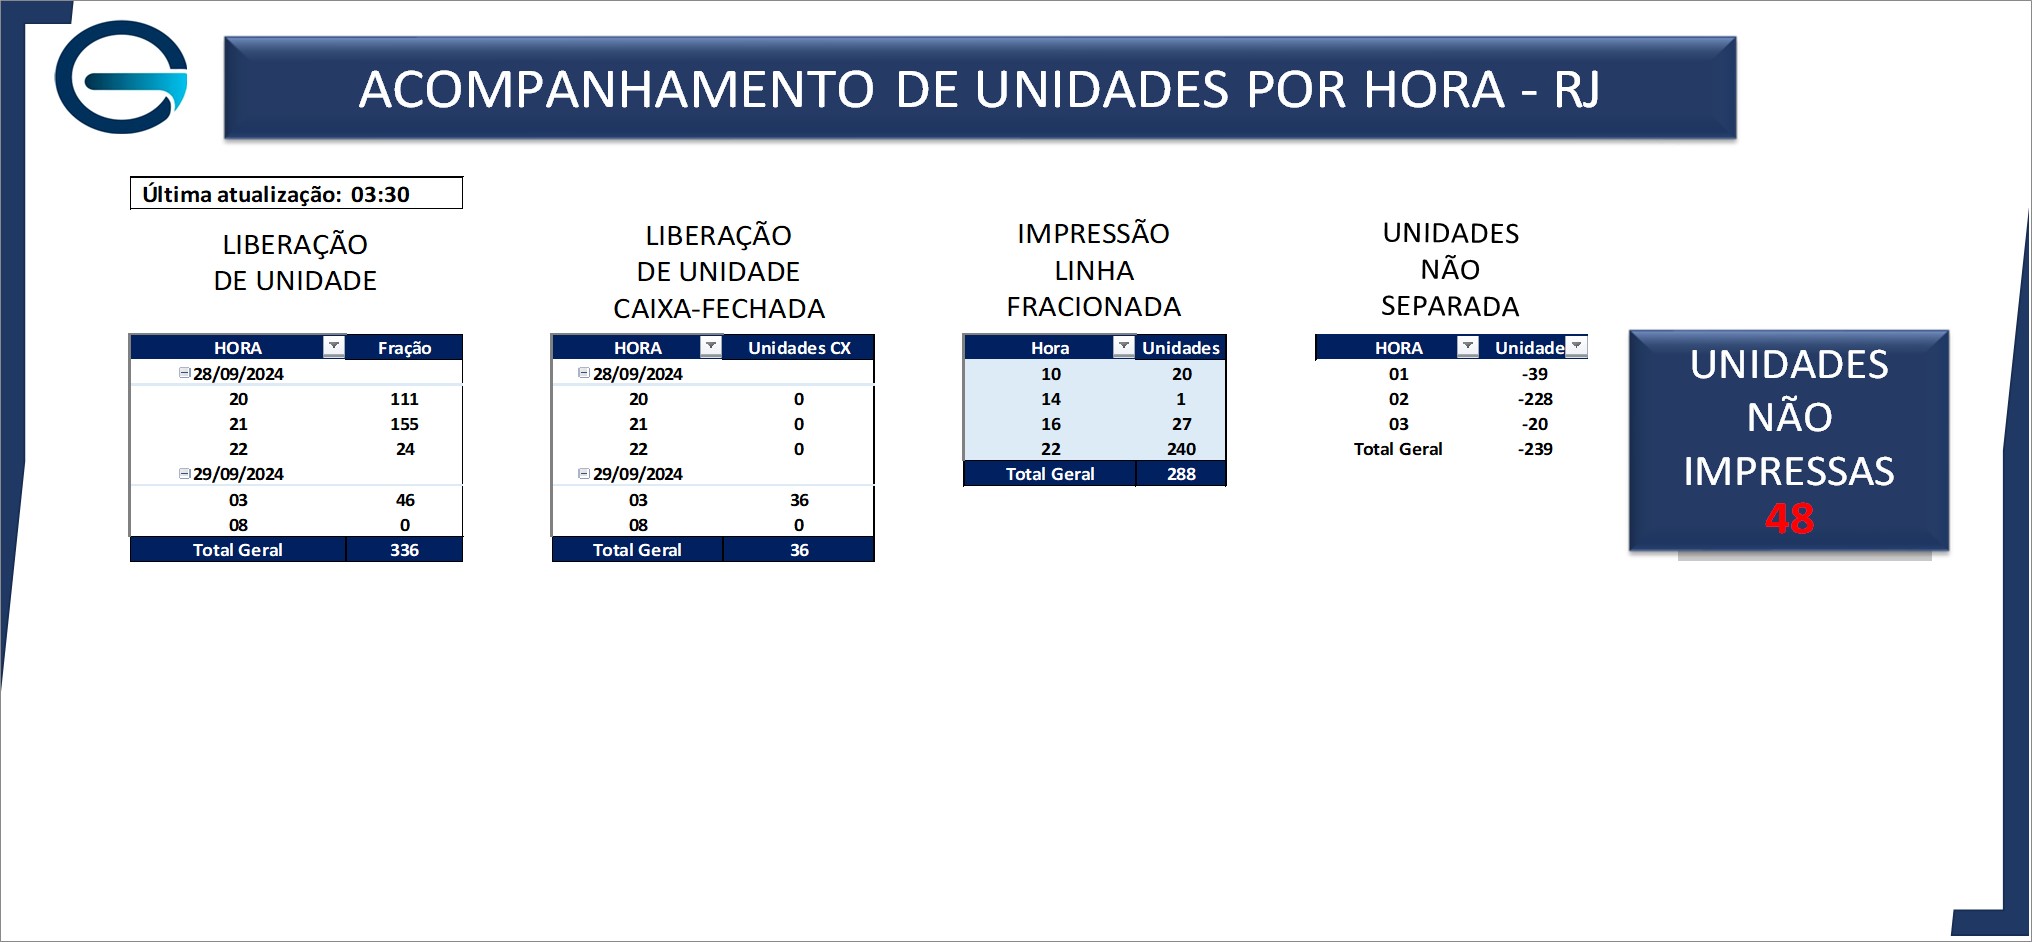 ACOMPANHAMENTO DE UNIDADES POR HORA - RJ
Última atualização: 03:30
LIBERAÇÃO
DE UNIDADE
HORA Fração
28/09/2024
20 111
21 155
22 24
29/09/2024
03 46
08 0
Total Geral 336
LIBERAÇÃO
DE UNIDADE
CAIXA-FECHADA
HORA Unidades CX
28/09/2024
20 0
21 0
22 0
29/09/2024
03 36
08 0
Total Geral 36
IMPRESSÃO
LINHA
FRACIONADA
Hora Unidades
10 20
14 1
16 27
22 240
Total Geral 288
UNIDADES
NÃO
SEPARADA
HORA Unidade
01 -39
02 -228
03 -20
Total Geral -239
UNIDADES
NÃO
IMPRESSAS
48